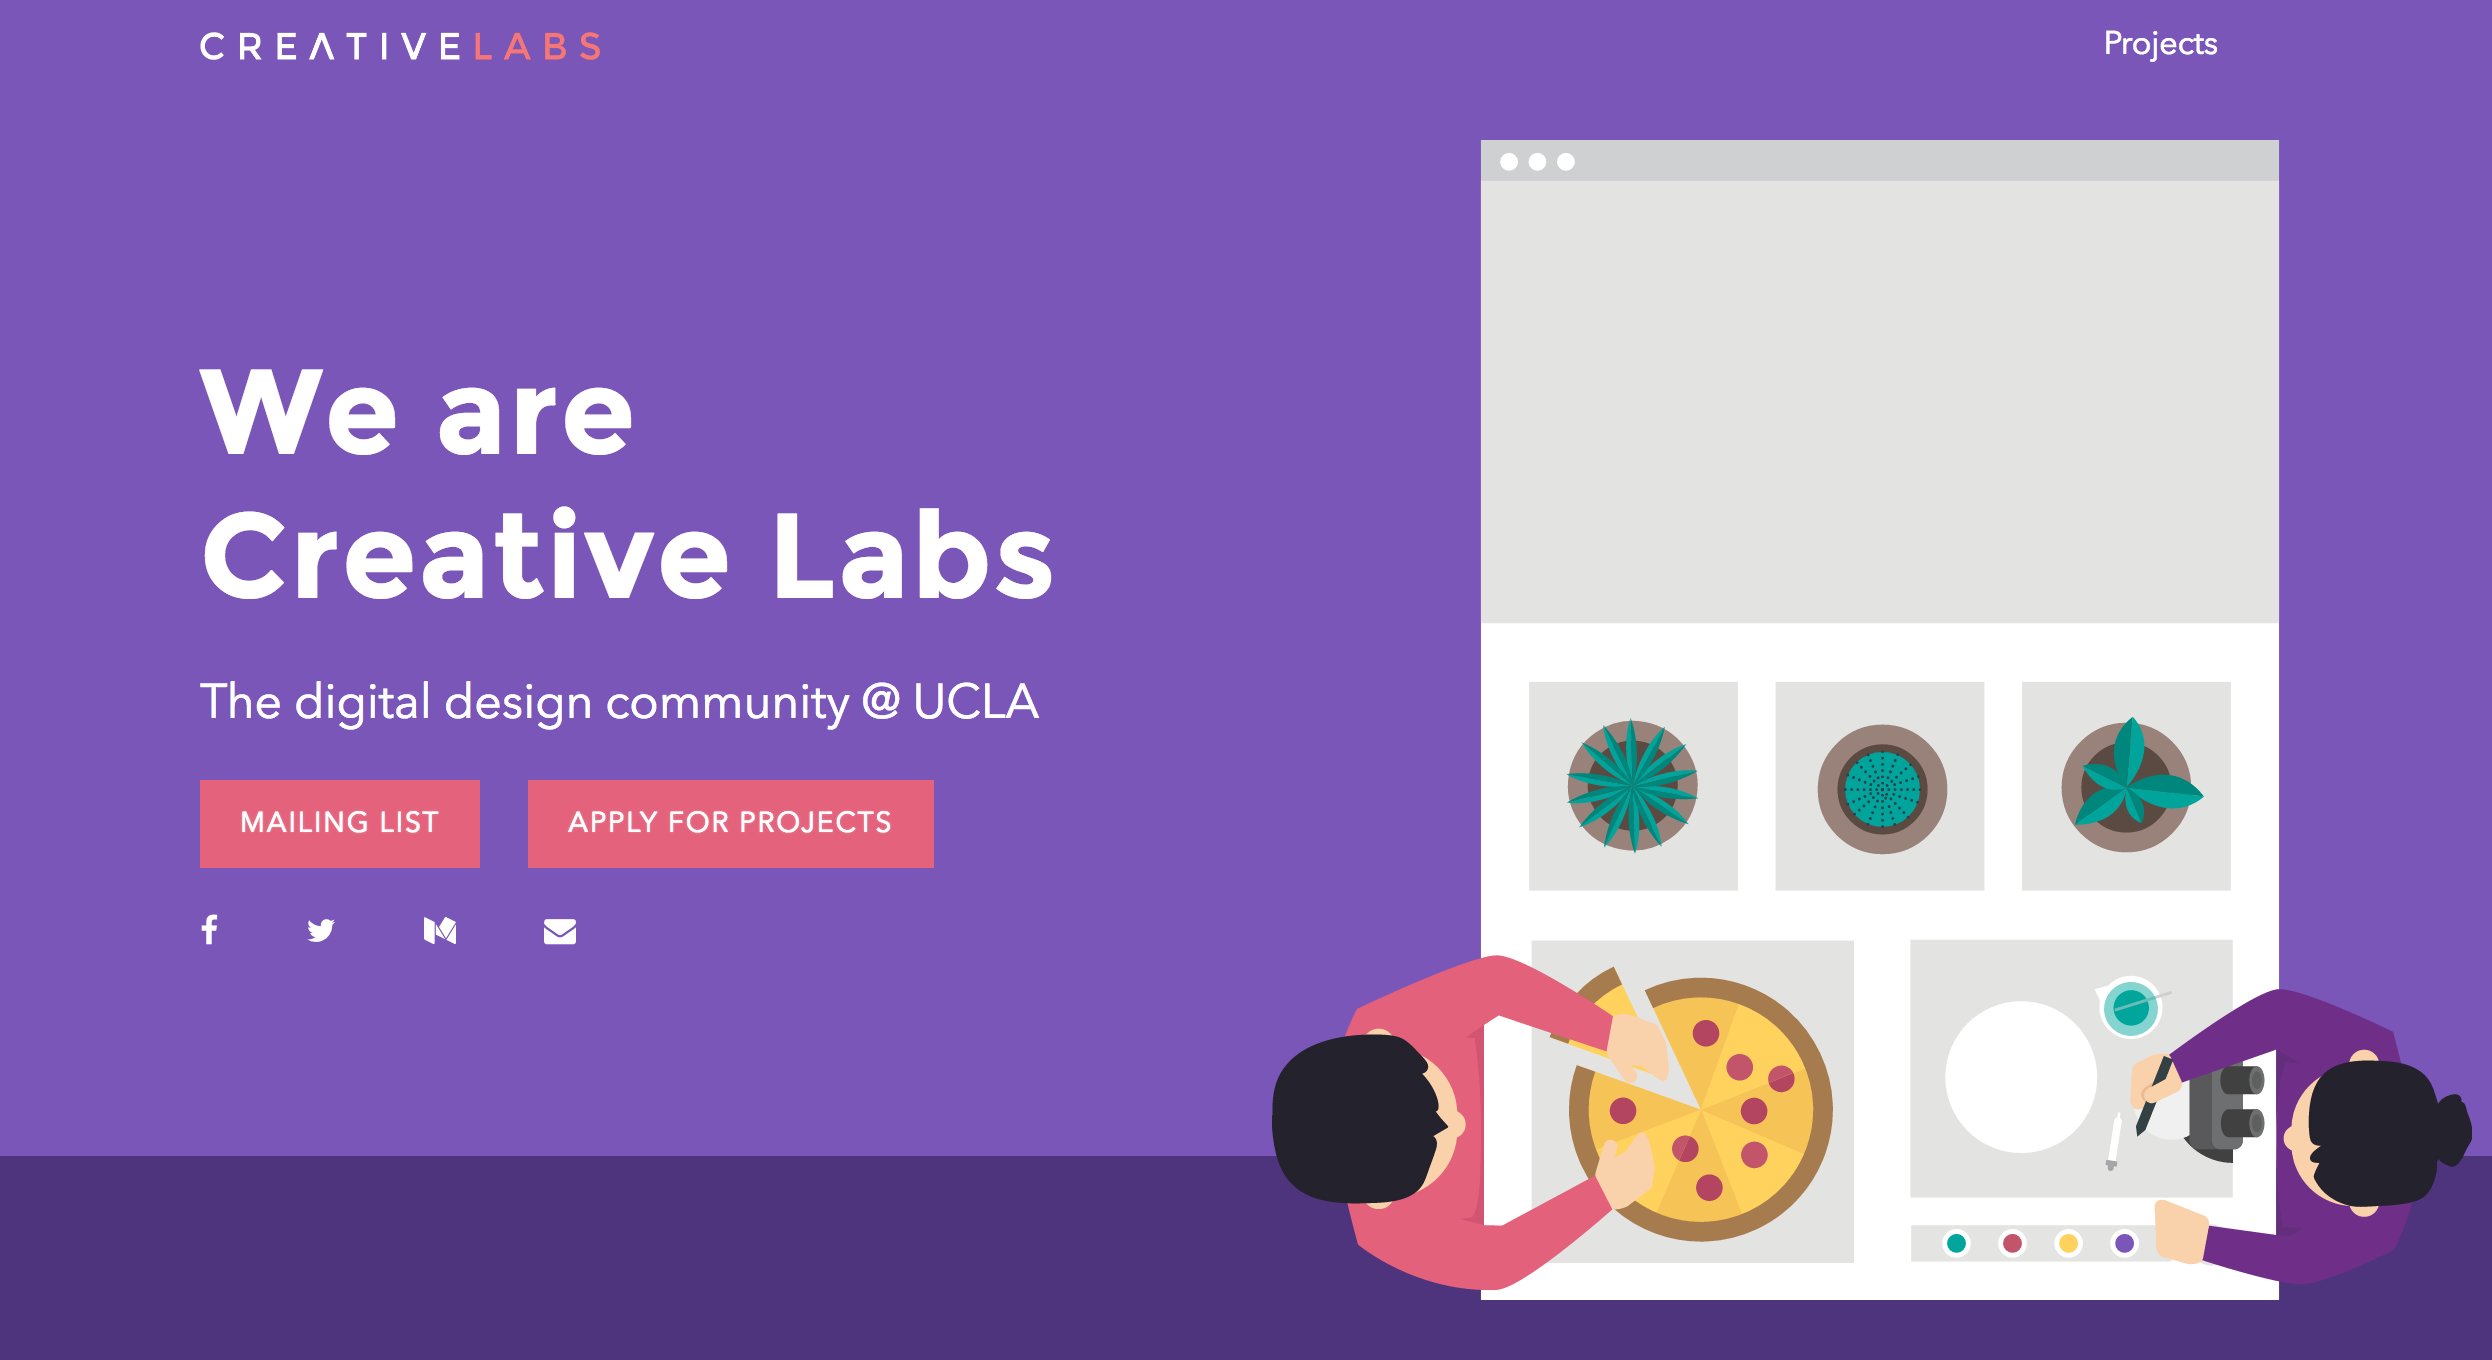 CREATIVELABS
Projects
We are
Creative Labs
The digital design community @ UCLA
MAILING LIST
APPLY FOR PROJECTS